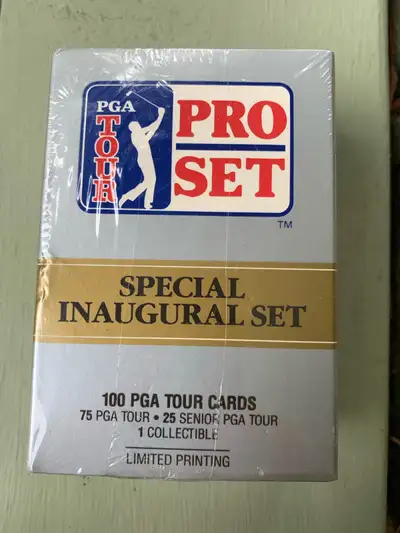 PGA
TOUR
PRO
SET
TM
SPECIAL
INAUGURAL SET
100 PGA TOUR CARDS
75 PGA TOUR • 25 SENIOR PGA TOUR
1 COLLECTIBLE
LIMITED PRINTING